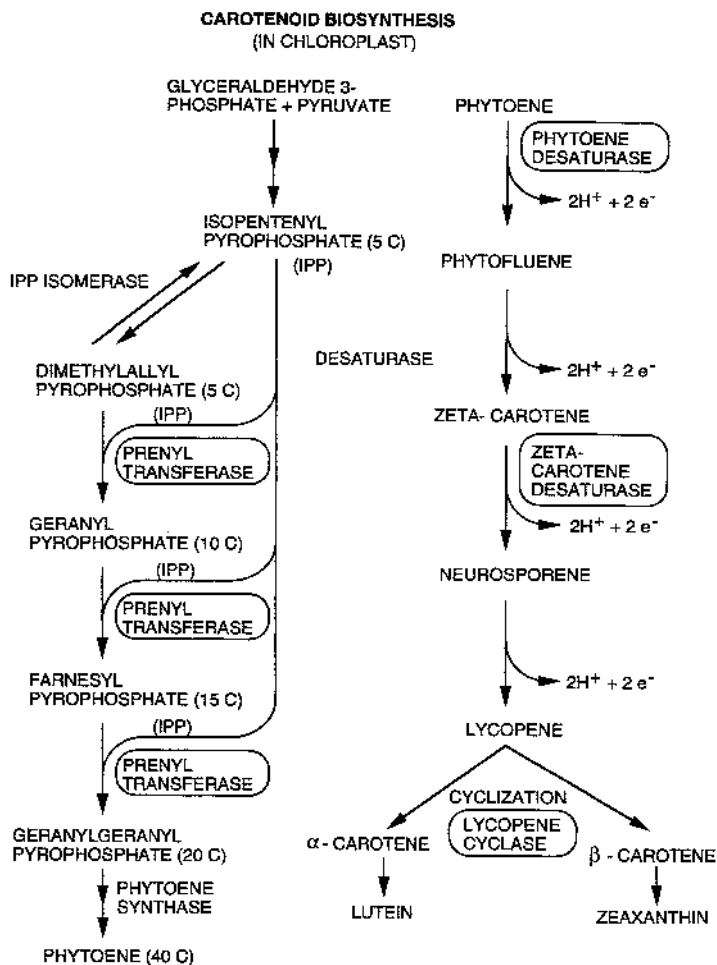 CAROTENOID BIOSYNTHESIS
(IN CHLOROPLAST)
GLYCERALDEHYDE 3-
PHOSPHATE + PYRUVATE
ISOPENTENYL
PYROPHOSPHATE (5 C)
(IPP)
IPP ISOMERASE
DIMETHYLALLYL
PYROPHOSPHATE (5 C)
(IPP)
PRENYL
TRANSFERASE
GERANYL
PYROPHOSPHATE (10 C)
(IPP)
PRENYL
TRANSFERASE
FARNESYL
PYROPHOSPHATE (15 C)
(IPP)
PRENYL
TRANSFERASE
GERANYLGERANYL
PYROPHOSPHATE (20 C)
PHYTOENE
SYNTHASE
PHYTOENE (40 C)
PHYTOENE
PHYTOENE
DESATURASE
2H+ + 2 e-
PHYTOFLUENE
DESATURASE
2H+ + 2 e-
ZETA- CAROTENE
ZETA-
CAROTENE
DESATURASE
2H+ + 2 e-
NEUROSPORENE
2H+ + 2 e-
LYCOPENE
CYCLIZATION
LYCOPENE
CYCLASE
α - CAROTENE
β - CAROTENE
LUTEIN
ZEAXANTHIN